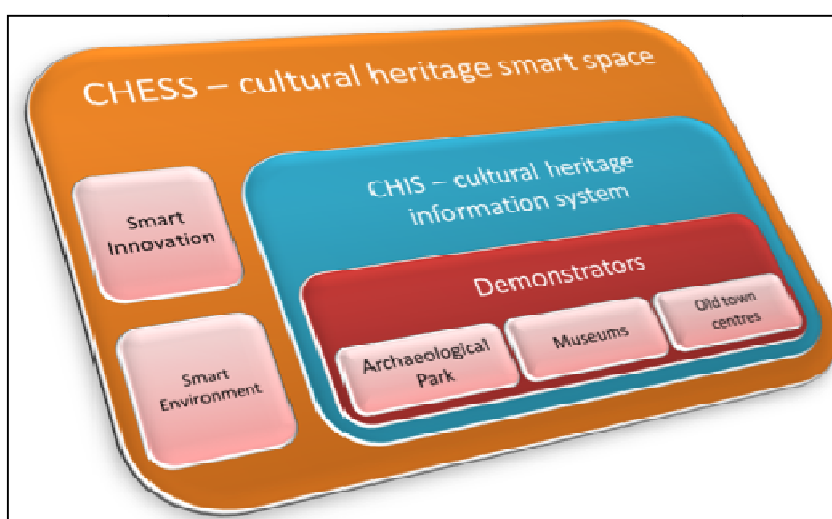 CHESS – cultural heritage smart space
CHIS – cultural heritage
information system
Smart
Innovation
Demonstrators
Smart
Environment
Archaeological
Park
Museums
Old town
centres